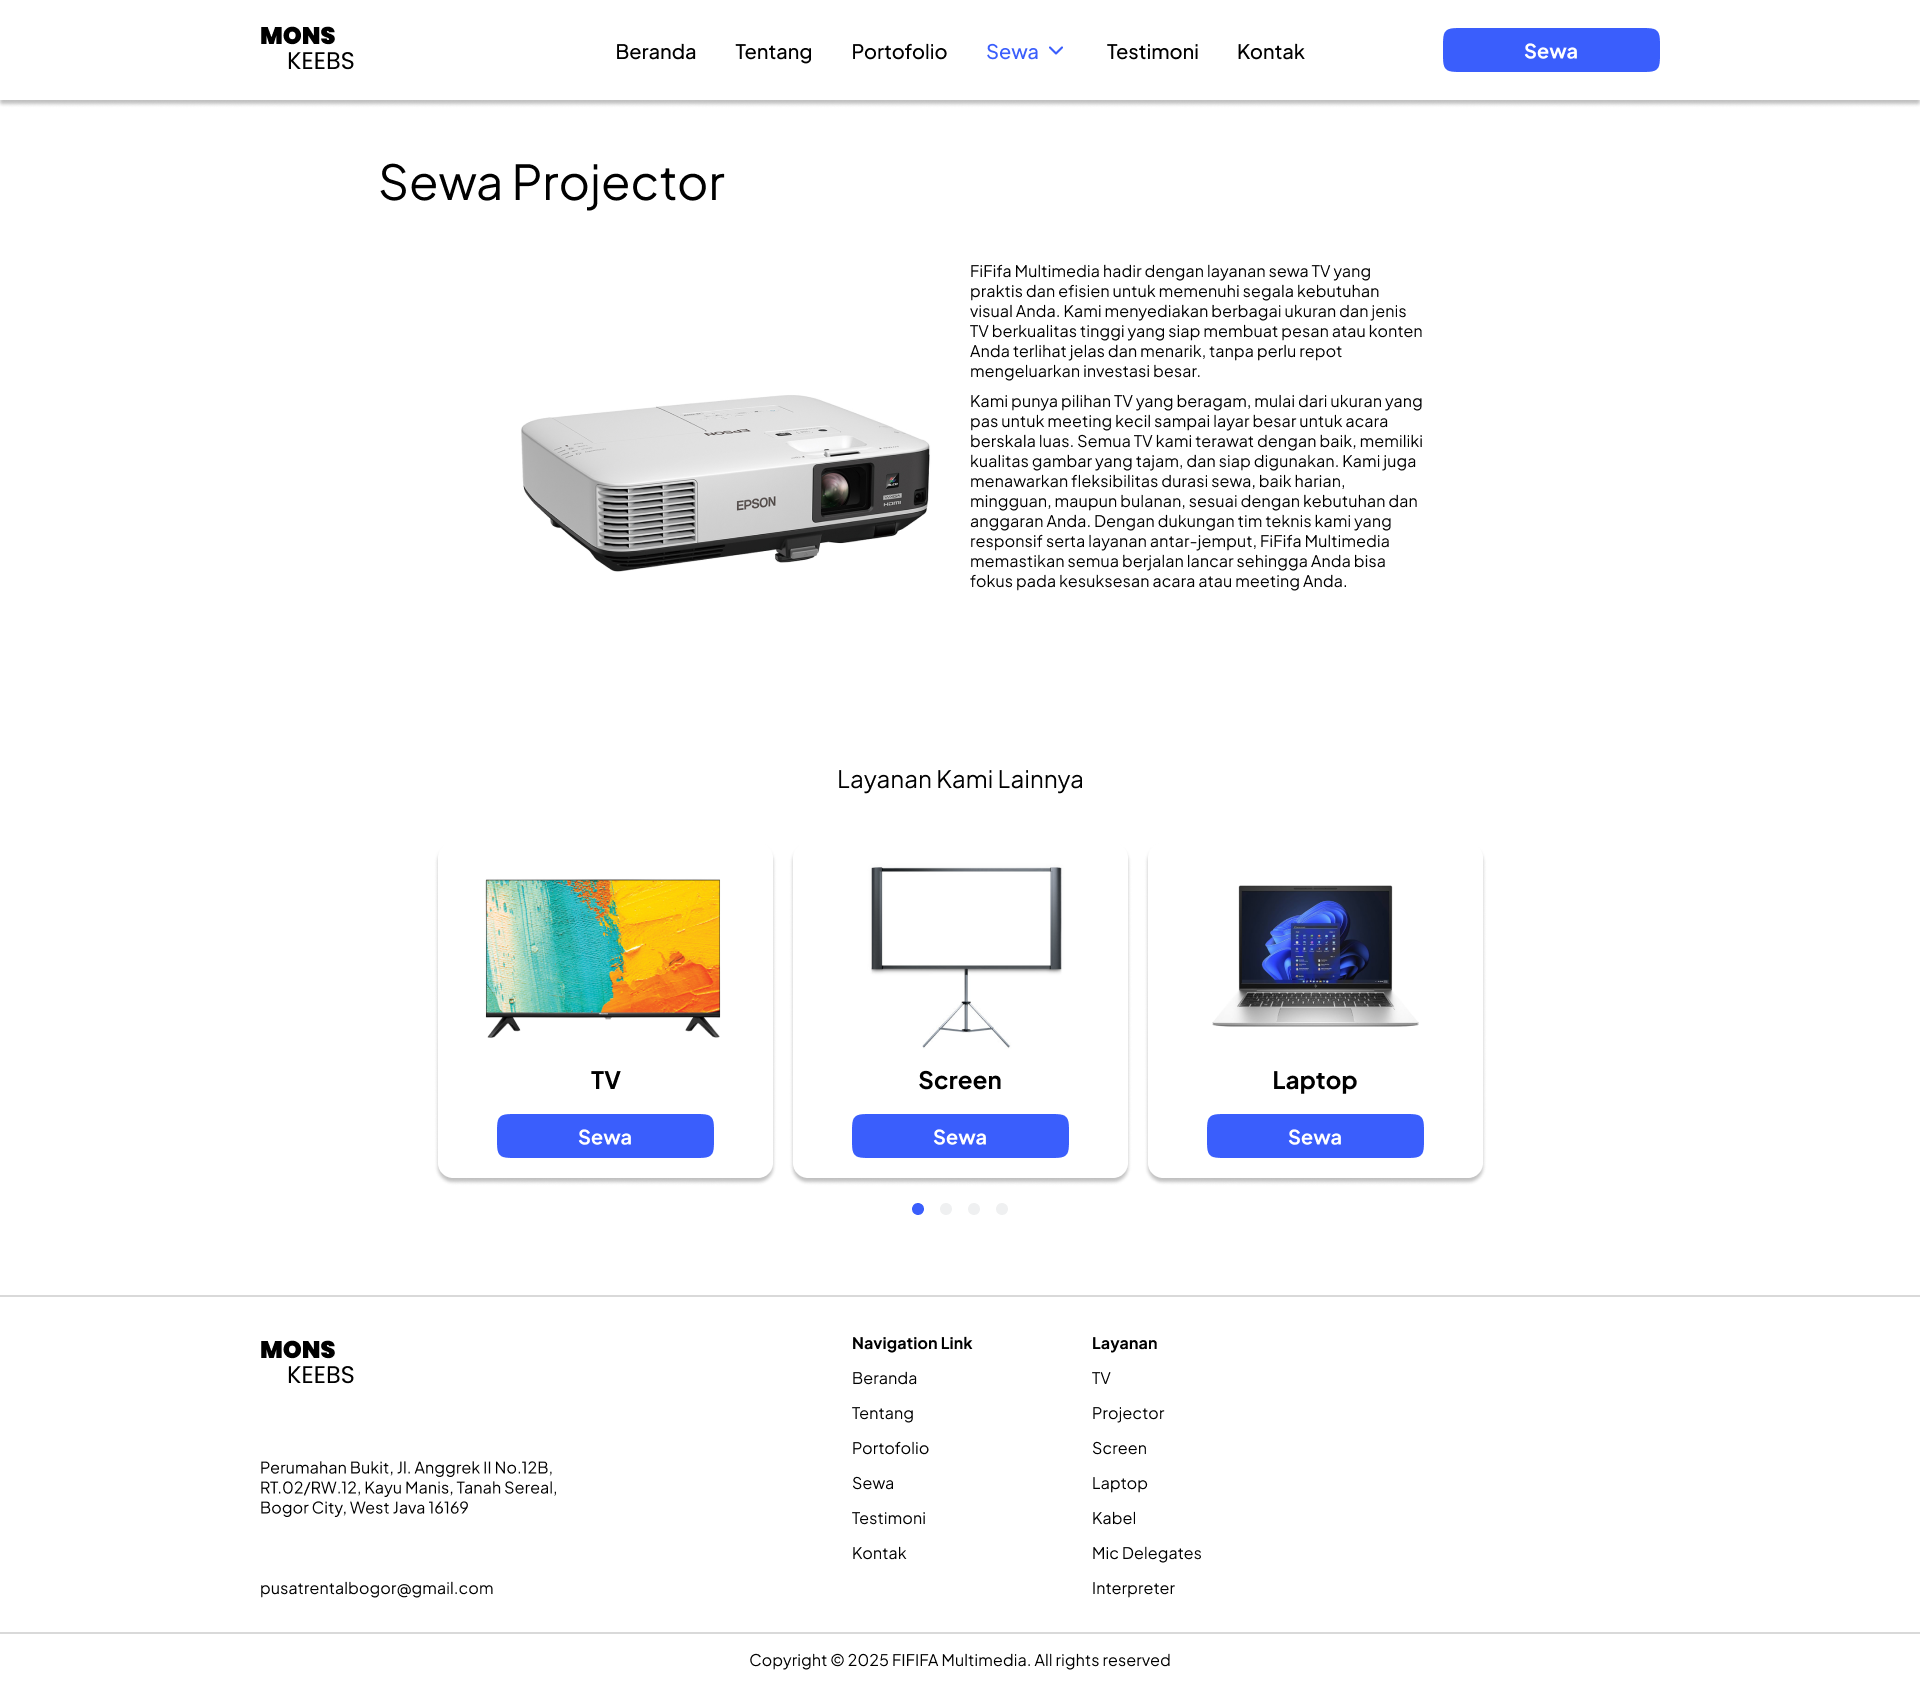 MONS
KEEBS
Beranda Tentang Portofolio Sewa Testimoni Kontak
Sewa
Sewa Projector
FiFifa Multimedia hadir dengan layanan sewa TV yang
praktis dan efisien untuk memenuhi segala kebutuhan
visual Anda. Kami menyediakan berbagai ukuran dan jenis
TV berkualitas tinggi yang siap membuat pesan atau konten
Anda terlihat jelas dan menarik, tanpa perlu repot
mengeluarkan investasi besar.
Kami punya pilihan TV yang beragam, mulai dari ukuran yang
pas untuk meeting kecil sampai layar besar untuk acara
berskala luas. Semua TV kami terawat dengan baik, memiliki
kualitas gambar yang tajam, dan siap digunakan. Kami juga
menawarkan fleksibilitas durasi sewa, baik harian,
mingguan, maupun bulanan, sesuai dengan kebutuhan dan
anggaran Anda. Dengan dukungan tim teknis kami yang
responsif serta layanan antar-jemput, FiFifa Multimedia
memastikan semua berjalan lancar sehingga Anda bisa
fokus pada kesuksesan acara atau meeting Anda.
EPSON
EPSON
HDMI
Layanan Kami Lainnya
TV
Sewa
Screen
Sewa
Laptop
Sewa
MONS
KEEBS
Perumahan Bukit, Jl. Anggrek II No.12B,
RT.02/RW.12, Kayu Manis, Tanah Sereal,
Bogor City, West Java 16169
pusatrentalbogor@gmail.com
Navigation Link
Beranda
Tentang
Portofolio
Sewa
Testimoni
Kontak
Layanan
TV
Projector
Screen
Laptop
Kabel
Mic Delegates
Interpreter
Copyright © 2025 FIFIFA Multimedia. All rights reserved